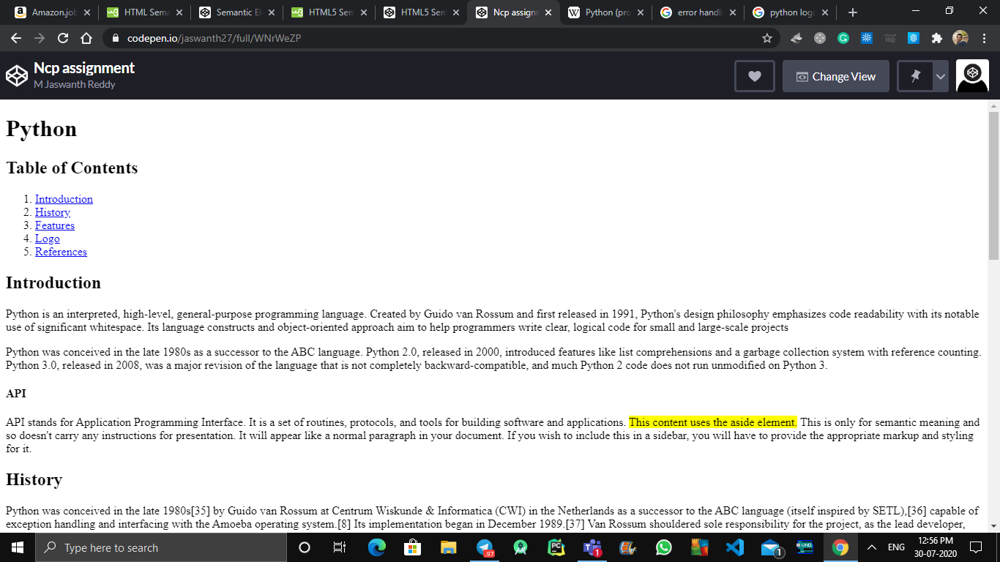 Amazon.job
HTML Sema
Semantic El
HTML5 Sem
HTML5 Sem
Ncp assignm
Python (pro
error handli
python logo
codepen.io/jaswanth27/full/WNrWeZP
Ncp assignment
M Jaswanth Reddy
Change View
Python
Table of Contents
1. Introduction
2. History
3. Features
4. Logo
5. References
Introduction
Python is an interpreted, high-level, general-purpose programming language. Created by Guido van Rossum and first released in 1991, Python's design philosophy emphasizes code readability with its notable
use of significant whitespace. Its language constructs and object-oriented approach aim to help programmers write clear, logical code for small and large-scale projects
Python was conceived in the late 1980s as a successor to the ABC language. Python 2.0, released in 2000, introduced features like list comprehensions and a garbage collection system with reference counting.
Python 3.0, released in 2008, was a major revision of the language that is not completely backward-compatible, and much Python 2 code does not run unmodified on Python 3.
API
API stands for Application Programming Interface. It is a set of routines, protocols, and tools for building software and applications. This content uses the aside element. This is only for semantic meaning and
so doesn't carry any instructions for presentation. It will appear like a normal paragraph in your document. If you wish to include this in a sidebar, you will have to provide the appropriate markup and styling
for it.
History
Python was conceived in the late 1980s[35] by Guido van Rossum at Centrum Wiskunde & Informatica (CWI) in the Netherlands as a successor to the ABC language (itself inspired by SETL),[36] capable of
exception handling and interfacing with the Amoeba operating system.[8] Its implementation began in December 1989.[37] Van Rossum shouldered sole responsibility for the project, as the lead developer,
Type here to search
97
1
1
ENG
12:56 PM
30-07-2020